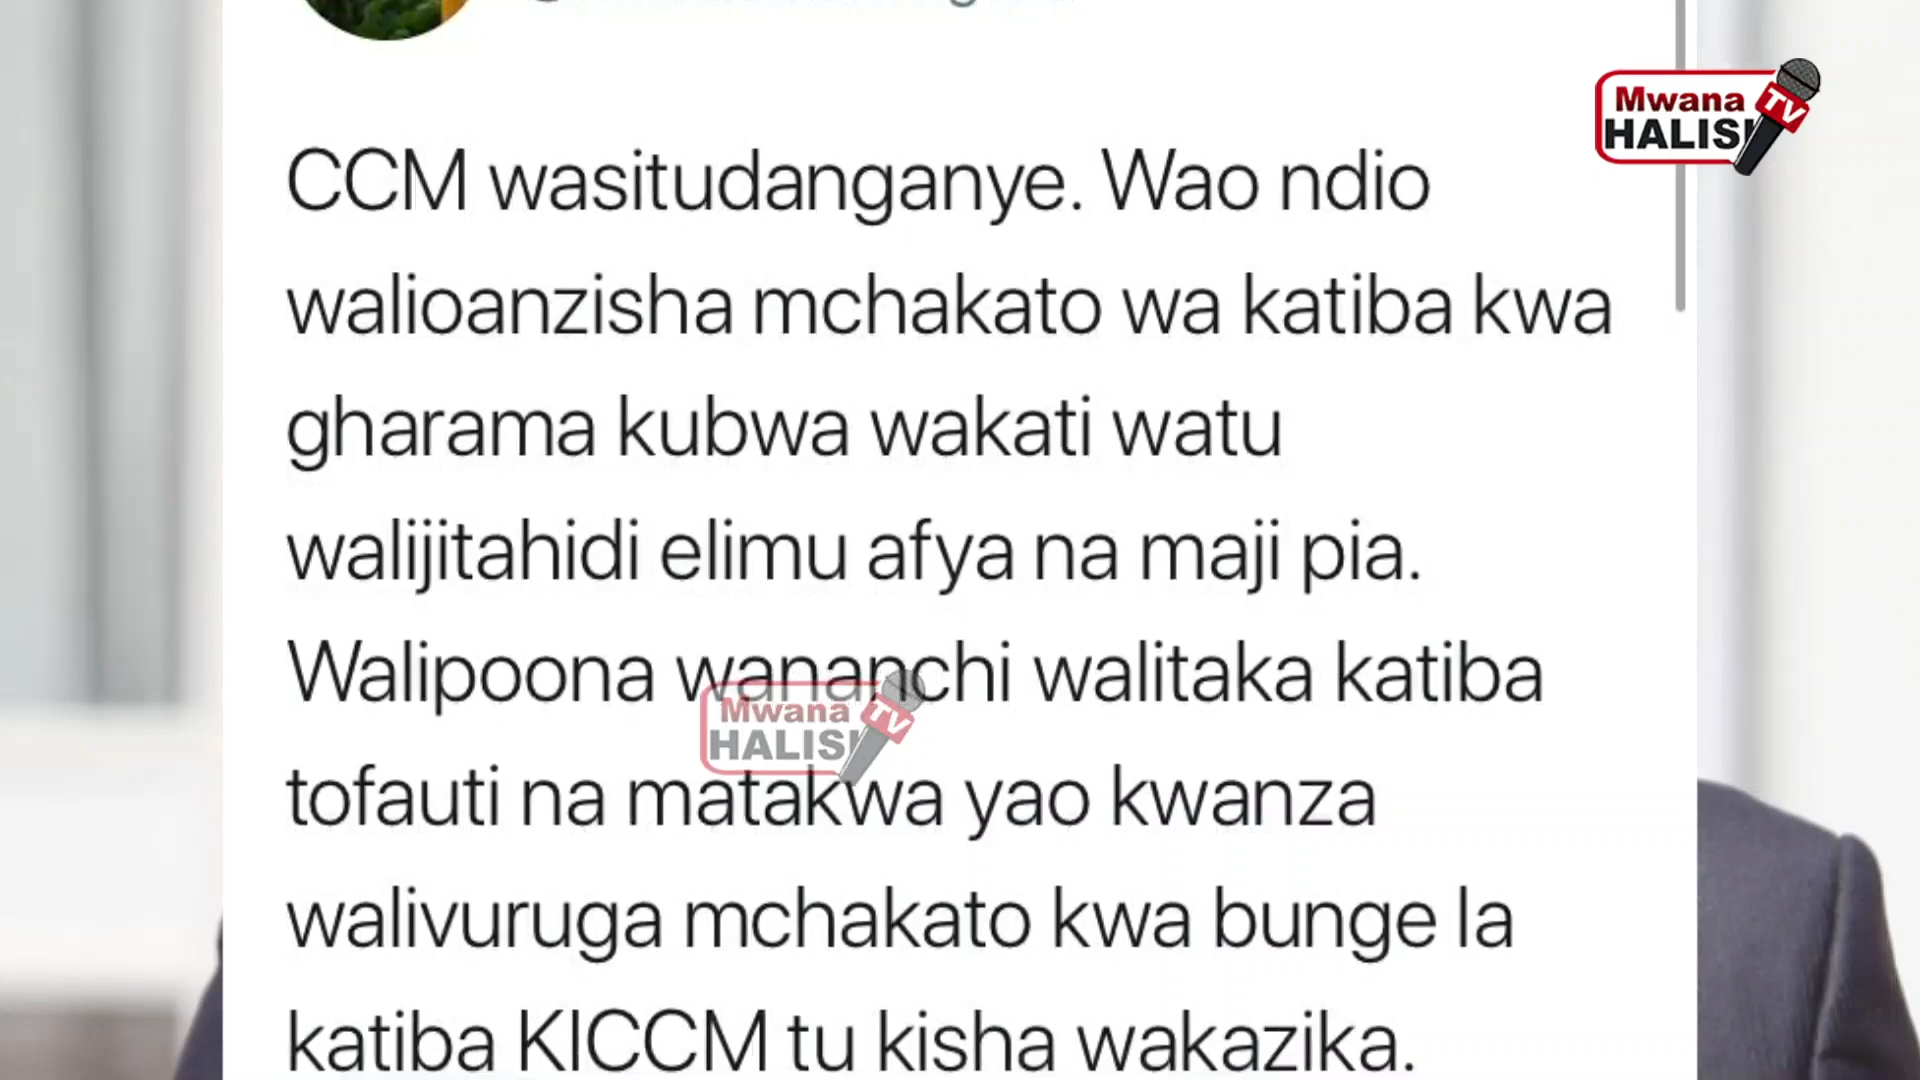 Mwana
TV
HALISI
CCM wasitudanganye. Wao ndio
walioanzisha mchakato wa katiba kwa
gharama kubwa wakati watu
walijitahidi elimu afya na maji pia.
Walipoona wananchi walitaka katiba
Mwana
TV
HALISI
tofauti na matakwa yao kwanza
walivuruga mchakato kwa bunge la
katiba KICCM tu kisha wakazika.